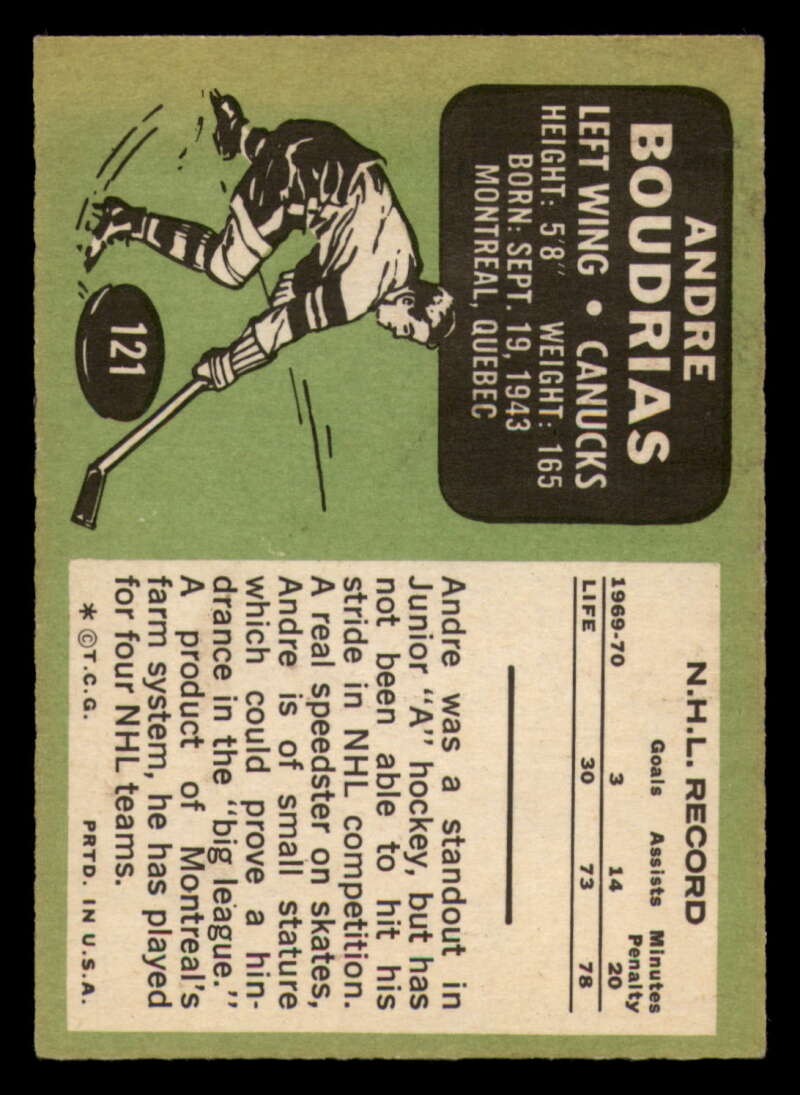 ANDRE
BOUDRIAS
LEFT WING • CANUCKS
HEIGHT: 5'8" WEIGHT: 165
BORN: SEPT. 19, 1943
MONTREAL, QUEBEC
121
N.H.L. RECORD
Goals Assists Minutes Penalty
1969-70 3 14 20
LIFE 30 73 78
Andre was a standout in
Junior "A" hockey, but has
not been able to hit his
stride in NHL competition.
A real speedster on skates,
Andre is of small stature
which could prove a hin-
drance in the "big league."
A product of Montreal's
farm system, he has played
for four NHL teams.
* ©T.C.G. PRTD. IN U.S.A.